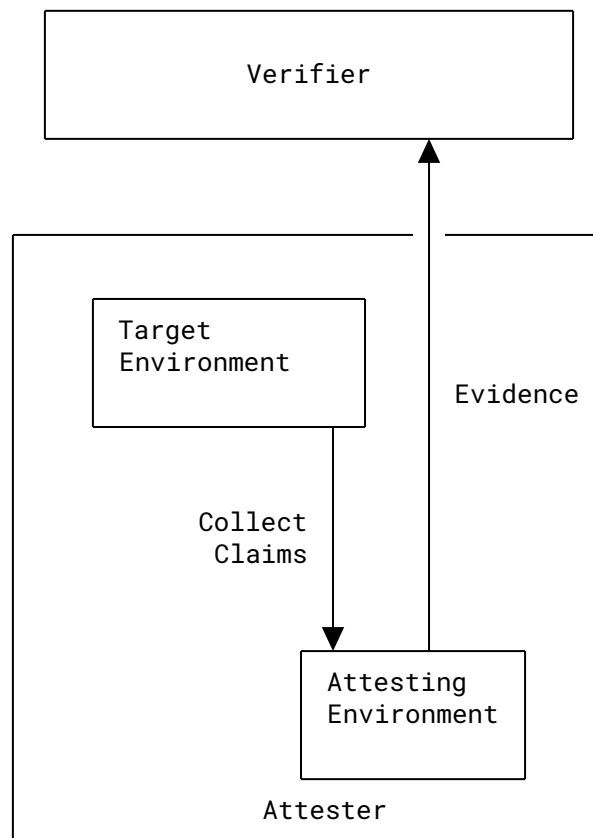 Verifier
Target
Environment
Evidence
Collect
Claims
Attesting
Environment
Attester